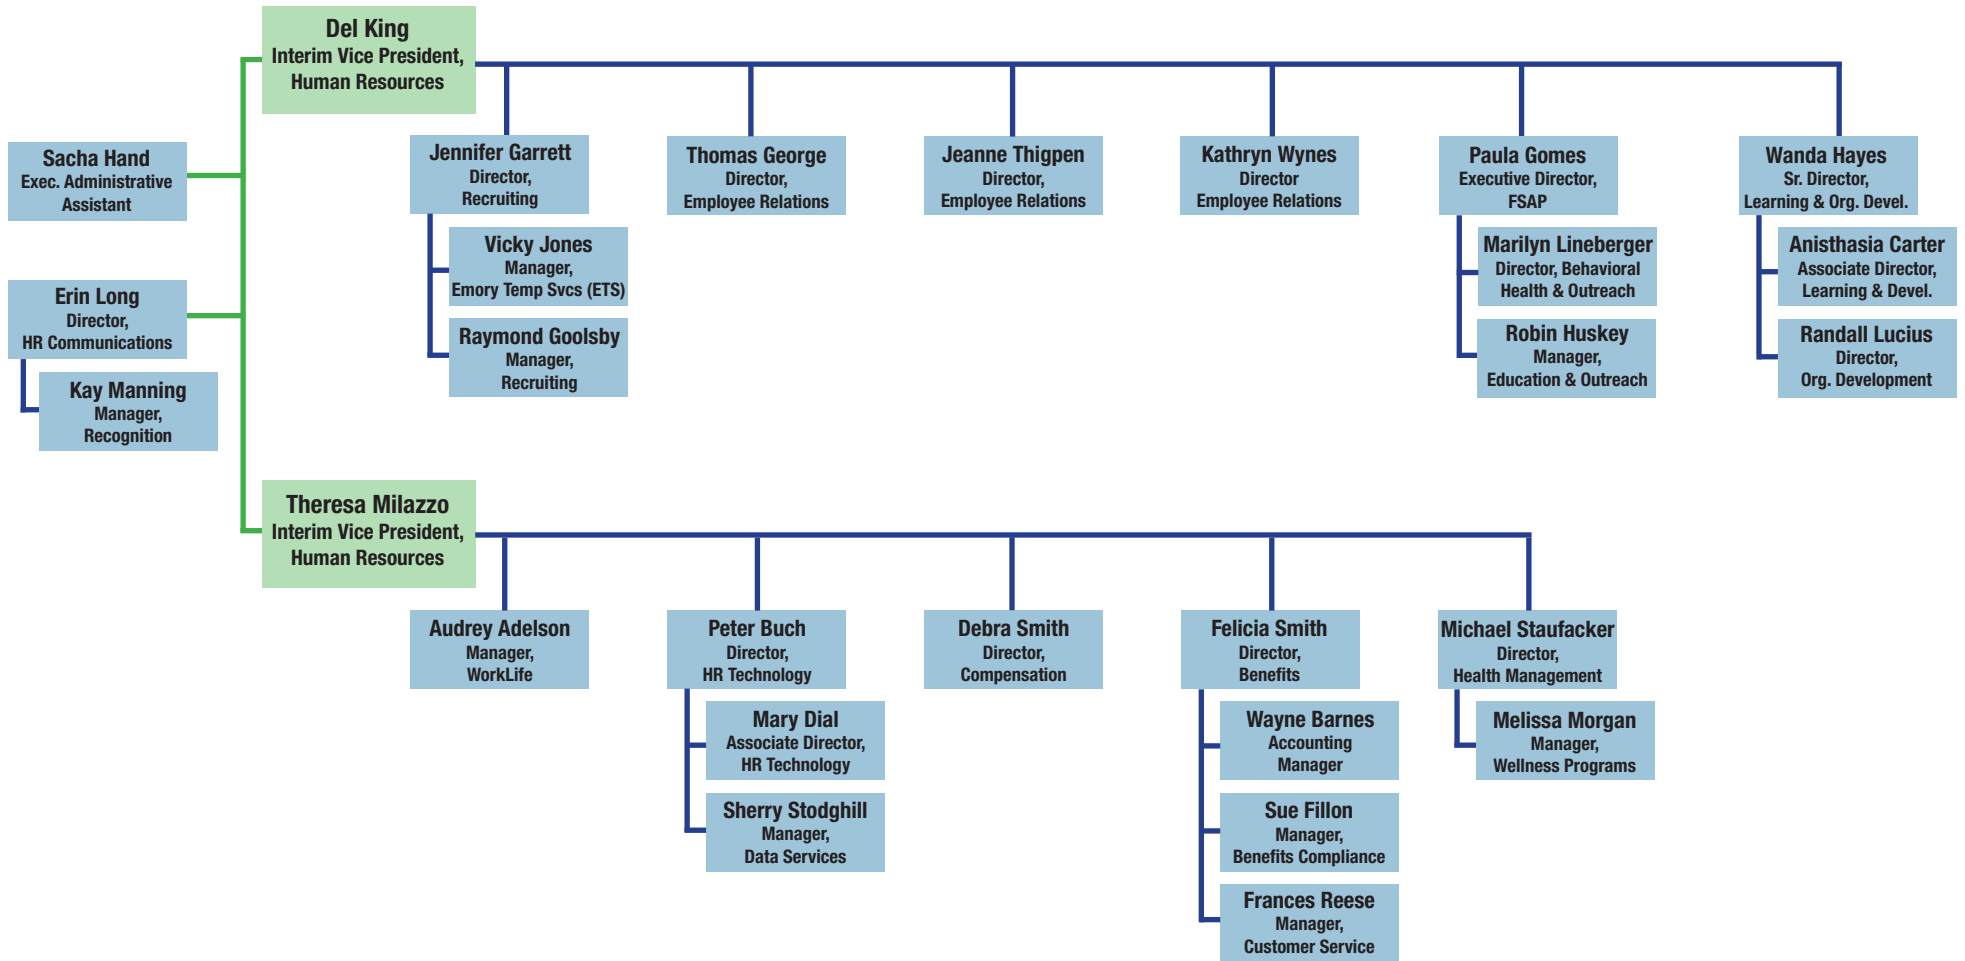 Del King
Interim Vice President,
Human Resources
Sacha Hand
Exec. Administrative
Assistant
Erin Long
Director,
HR Communications
Kay Manning
Manager,
Recognition
Jennifer Garrett
Director,
Recruiting
Vicky Jones
Manager,
Emory Temp Svcs (ETS)
Raymond Goolsby
Manager,
Recruiting
Thomas George
Director,
Employee Relations
Jeanne Thigpen
Director,
Employee Relations
Kathryn Wynes
Director
Employee Relations
Paula Gomes
Executive Director,
FSAP
Marilyn Lineberger
Director, Behavioral
Health & Outreach
Robin Huskey
Manager,
Education & Outreach
Wanda Hayes
Sr. Director,
Learning & Org. Devel.
Anisthasia Carter
Associate Director,
Learning & Devel.
Randall Lucius
Director,
Org. Development
Theresa Milazzo
Interim Vice President,
Human Resources
Audrey Adelson
Manager,
WorkLife
Peter Buch
Director,
HR Technology
Mary Dial
Associate Director,
HR Technology
Sherry Stodghill
Manager,
Data Services
Debra Smith
Director,
Compensation
Felicia Smith
Director,
Benefits
Wayne Barnes
Accounting
Manager
Sue Fillon
Manager,
Benefits Compliance
Frances Reese
Manager,
Customer Service
Michael Staufacker
Director,
Health Management
Melissa Morgan
Manager,
Wellness Programs